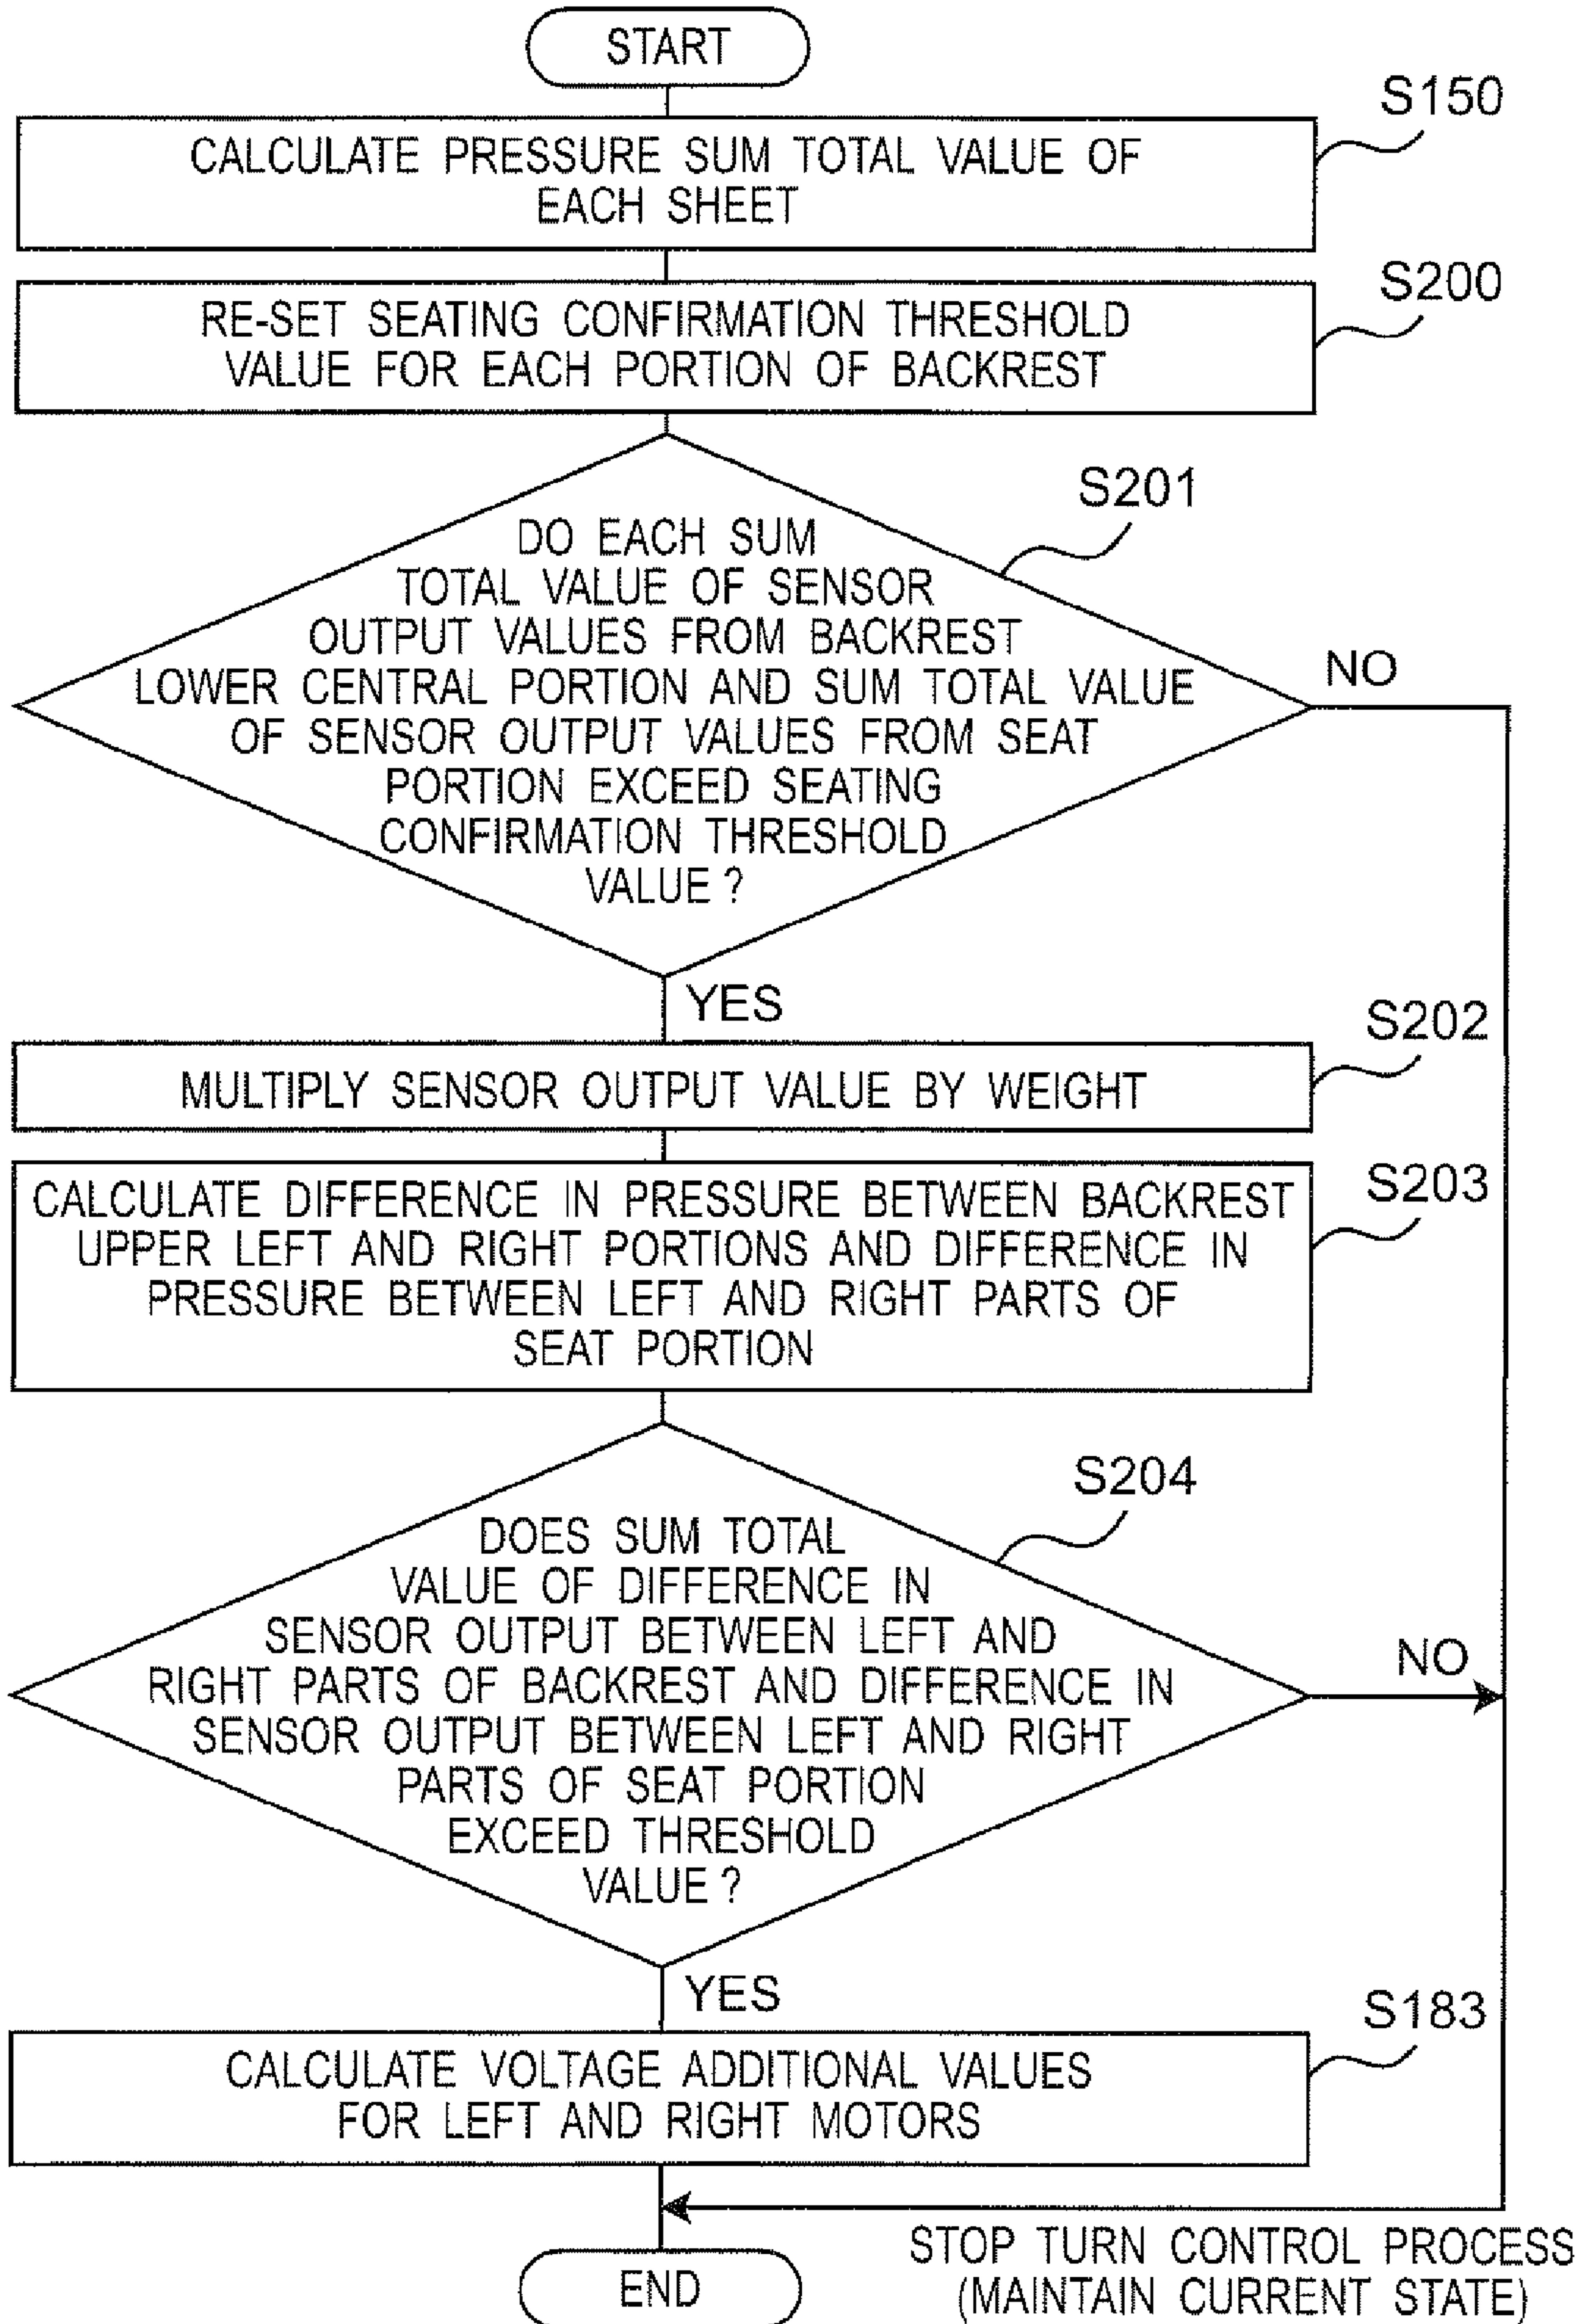 START
S150
CALCULATE PRESSURE SUM TOTAL VALUE OF
EACH SHEET
S200
RE-SET SEATING CONFIRMATION THRESHOLD
VALUE FOR EACH PORTION OF BACKREST
S201
DO EACH SUM
TOTAL VALUE OF SENSOR
OUTPUT VALUES FROM BACKREST
LOWER CENTRAL PORTION AND SUM TOTAL VALUE
OF SENSOR OUTPUT VALUES FROM SEAT
PORTION EXCEED SEATING
CONFIRMATION THRESHOLD
VALUE ?
NO
YES
S202
MULTIPLY SENSOR OUTPUT VALUE BY WEIGHT
S203
CALCULATE DIFFERENCE IN PRESSURE BETWEEN BACKREST
UPPER LEFT AND RIGHT PORTIONS AND DIFFERENCE IN
PRESSURE BETWEEN LEFT AND RIGHT PARTS OF
SEAT PORTION
S204
DOES SUM TOTAL
VALUE OF DIFFERENCE IN
SENSOR OUTPUT BETWEEN LEFT AND
RIGHT PARTS OF BACKREST AND DIFFERENCE IN
SENSOR OUTPUT BETWEEN LEFT AND RIGHT
PARTS OF SEAT PORTION
EXCEED THRESHOLD
VALUE ?
NO
YES
S183
CALCULATE VOLTAGE ADDITIONAL VALUES
FOR LEFT AND RIGHT MOTORS
STOP TURN CONTROL PROCESS
(MAINTAIN CURRENT STATE)
END